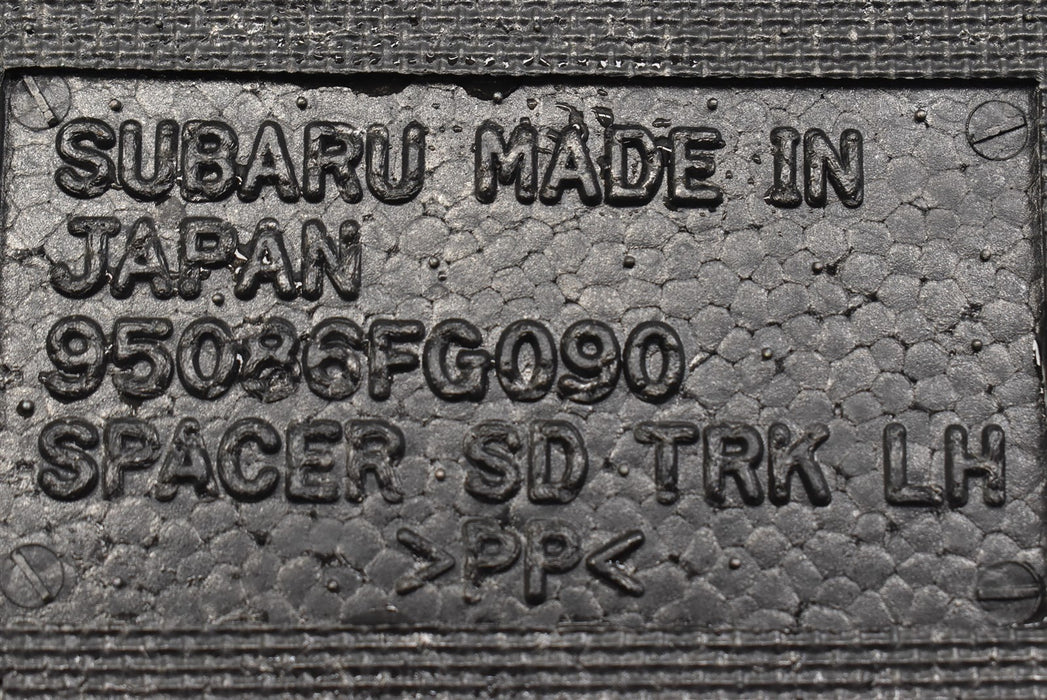 SUBARU MADE IN
JAPAN
95086FG090
SPACER SD TRK LH
>PP<